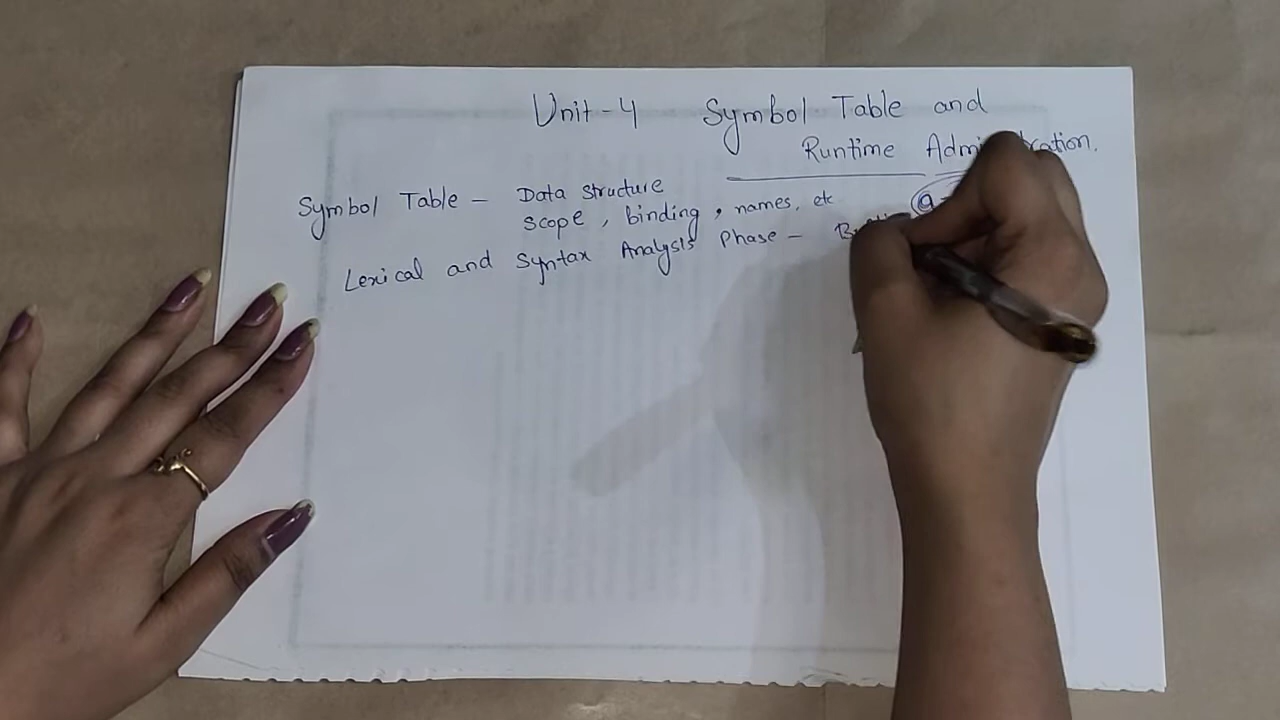 Unit-4 Symbol Table and
Runtime
Symbol Table - Data Structure
scope, binding, names, etc
Lexical and Syntax Analysis Phase -